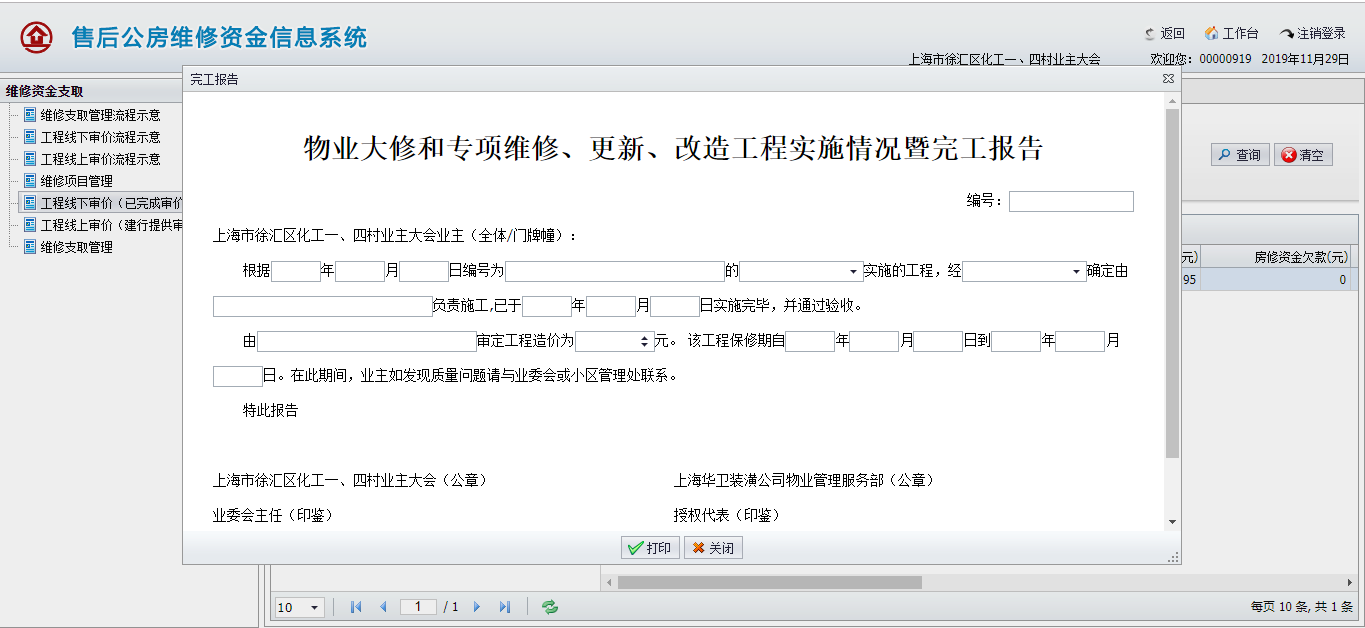 售后公房维修资金信息系统
返回 工作台 注销登录
上海市徐汇区化工一、四村业主大会 欢迎您：00000919 2019年11月29日
维修资金支取
维修支取管理流程示意
工程线下审价流程示意
工程线上审价流程示意
维修项目管理
工程线下审价（已完成审价
工程线上审价（建行提供审
维修支取管理
完工报告
物业大修和专项维修、更新、改造工程实施情况暨完工报告
编号：
上海市徐汇区化工一、四村业主大会业主（全体/门牌幢）：
根据 年 月 日编号为 的 实施的工程，经 确定由
负责施工,已于 年 月 日实施完毕，并通过验收。
由 审定工程造价为 元。 该工程保修期自 年 月 日到 年 月
日。在此期间，业主如发现质量问题请与业委会或小区管理处联系。
特此报告
上海市徐汇区化工一、四村业主大会（公章） 上海华卫装潢公司物业管理服务部（公章）
业委会主任（印鉴） 授权代表（印鉴）
打印 关闭
查询 清空
元) 房修资金欠款(元)
95 0
10 1 / 1 每页 10 条, 共 1 条